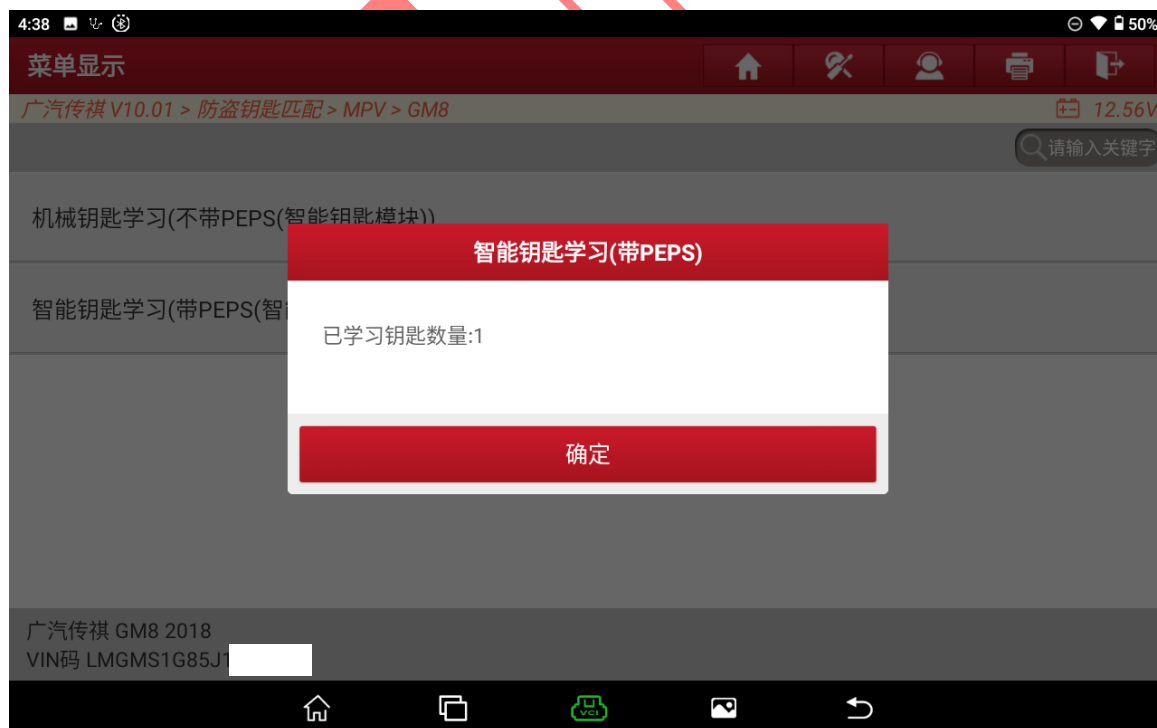 4:38
50%
菜单显示
广汽传祺 V10.01 > 防盗钥匙匹配 > MPV > GM8
12.56V
请输入关键字
机械钥匙学习(不带PEPS(智能钥匙模块))
智能钥匙学习(带PEPS)
智能钥匙学习(带PEPS(智
已学习钥匙数量:1
确定
广汽传祺 GM8 2018
VIN码 LMGMS1G85J1
VCI